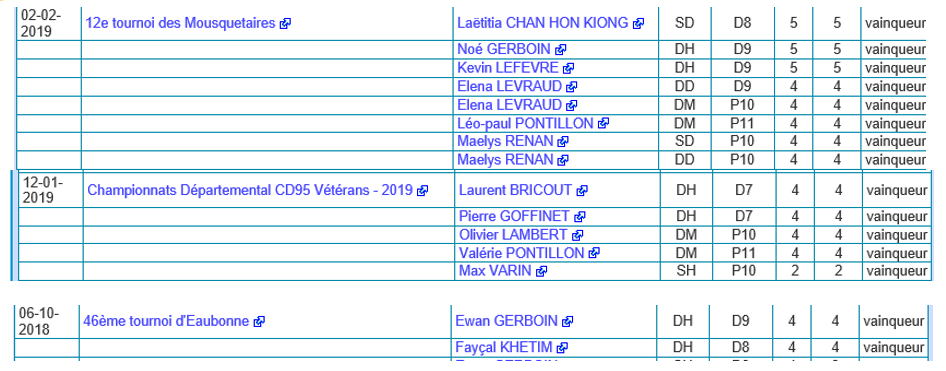 02-02-2019 12e tournoi des Mousquetaires Laëtitia CHAN HON KIONG SD D8 5 5 vainqueur
Noé GERBOIN DH D9 5 5 vainqueur
Kevin LEFEVRE DH D9 5 5 vainqueur
Elena LEVRAUD DD D9 4 4 vainqueur
Elena LEVRAUD DM P10 4 4 vainqueur
Léo-paul PONTILLON DM P11 4 4 vainqueur
Maelys RENAN SD P10 4 4 vainqueur
Maelys RENAN DD P10 4 4 vainqueur
12-01-2019 Championnats Départemental CD95 Vétérans - 2019 Laurent BRICOUT DH D7 4 4 vainqueur
Pierre GOFFINET DH D7 4 4 vainqueur
Olivier LAMBERT DM P10 4 4 vainqueur
Valérie PONTILLON DM P11 4 4 vainqueur
Max VARIN SH P10 2 2 vainqueur
06-10-2018 46ème tournoi d'Eaubonne Ewan GERBOIN DH D9 4 4 vainqueur
Fayçal KHETIM DH D8 4 4 vainqueur